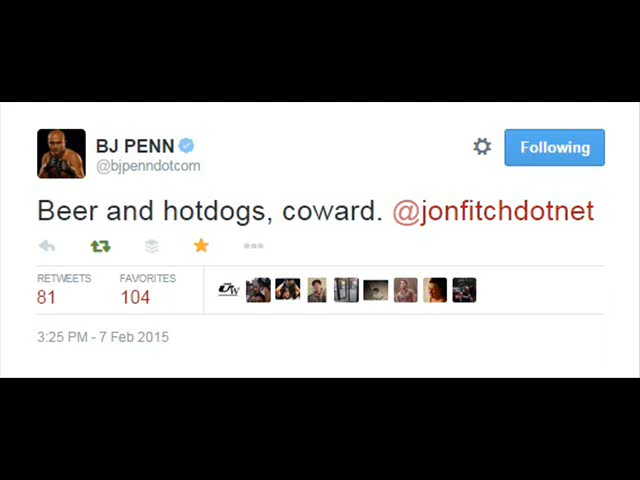 BJ PENN
@bjpenndotcom
Following
Beer and hotdogs, coward. @jonfitchdotnet
RETWEETS FAVORITES
81 104
3:25 PM - 7 Feb 2015